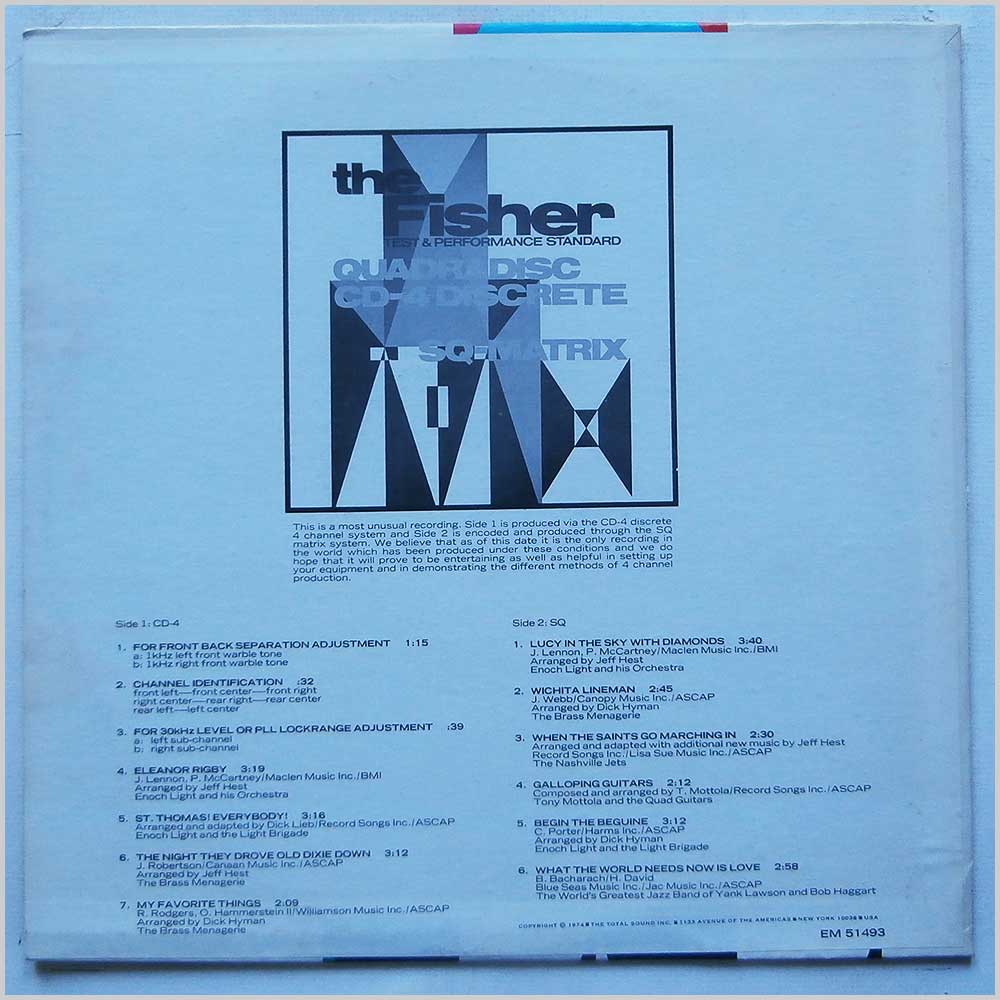 the
Fisher
TEST & PERFORMANCE STANDARD
QUADRADISC
CD-4 DISCRETE
SQ-MATRIX
This is a most unusual recording. Side 1 is produced via the CD-4 discrete
4 channel system and Side 2 is encoded and produced through the SQ
matrix system. We believe that as of this date it is the only recording in
the world which has been produced under these conditions and we do
hope that it will prove to be entertaining as well as helpful in setting up
your equipment and in demonstrating the different methods of 4 channel
production.
Side 1: CD-4
1. FOR FRONT BACK SEPARATION ADJUSTMENT 1:15
a: 1kHz left front warble tone
b: 1kHz right front warble tone
2. CHANNEL IDENTIFICATION :32
front left—front center—front right
right center—rear right—rear center
rear left—left center
3. FOR 30kHz LEVEL OR PLL LOCKRANGE ADJUSTMENT :39
a: left sub-channel
b: right sub-channel
4. ELEANOR RIGBY 3:19
J. Lennon, P. McCartney/Maclen Music Inc./BMI
Arranged by Jeff Hest
Enoch Light and his Orchestra
5. ST. THOMAS! EVERYBODY! 3:16
Arranged and adapted by Dick Lieb/Record Songs Inc./ASCAP
Enoch Light and the Light Brigade
6. THE NIGHT THEY DROVE OLD DIXIE DOWN 3:12
J. Robertson/Canaan Music Inc./ASCAP
Arranged by Jeff Hest
The Brass Menagerie
7. MY FAVORITE THINGS 2:09
R. Rodgers, O. Hammerstein II/Williamson Music Inc./ASCAP
Arranged by Dick Hyman
The Brass Menagerie
Side 2: SQ
1. LUCY IN THE SKY WITH DIAMONDS 3:40
J. Lennon, P. McCartney/Maclen Music Inc./BMI
Arranged by Jeff Hest
Enoch Light and his Orchestra
2. WICHITA LINEMAN 2:45
J. Webb/Canopy Music Inc./ASCAP
Arranged by Dick Hyman
The Brass Menagerie
3. WHEN THE SAINTS GO MARCHING IN 2:30
Arranged and adapted with additional new music by Jeff Hest
Record Songs Inc./Lisa Sue Music Inc./ASCAP
The Nashville Jets
4. GALLOPING GUITARS 2:12
Composed and arranged by T. Mottola/Record Songs Inc./ASCAP
Tony Mottola and the Quad Guitars
5. BEGIN THE BEGUINE 3:12
C. Porter/Harms Inc./ASCAP
Arranged by Dick Hyman
Enoch Light and the Light Brigade
6. WHAT THE WORLD NEEDS NOW IS LOVE 2:58
B. Bacharach/H. David
Blue Seas Music Inc./Jac Music Inc./ASCAP
The World's Greatest Jazz Band of Yank Lawson and Bob Haggart
COPYRIGHT © 1974 ■ THE TOTAL SOUND INC. ■ 1133 AVENUE OF THE AMERICAS ■ NEW YORK 10036 ■ USA
EM 51493